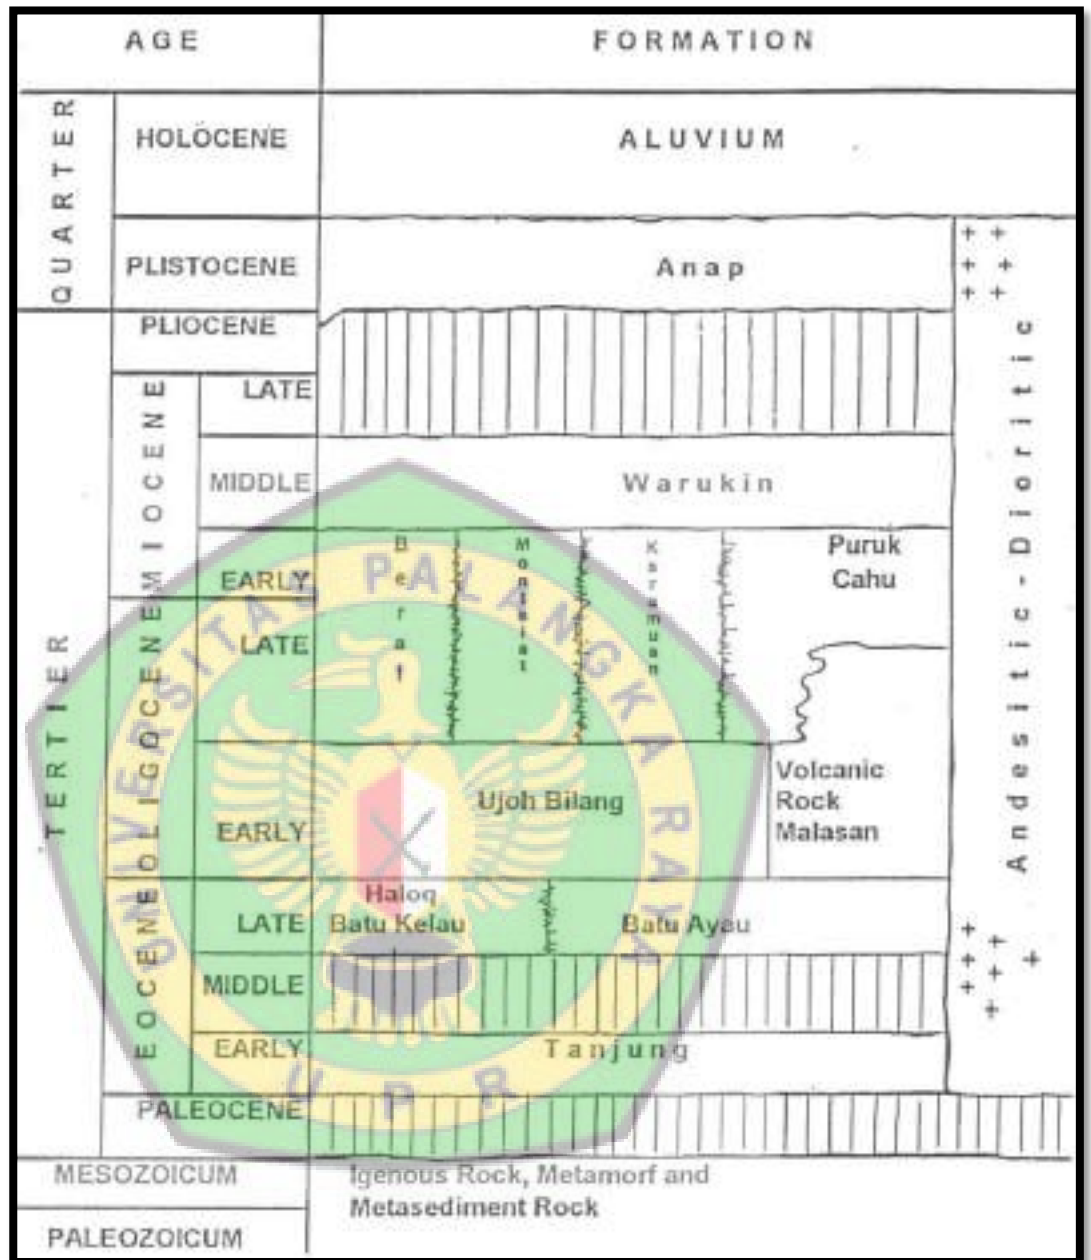 AGE
FORMATION
QUARTER
HOLOCENE
ALUVIUM
PLISTOCENE
Anap
TERTIER
PLIOCENE
MIOCENE
LATE
MIDDLE
Warukin
EARLY
Berat
Karamuan
Puruk
Cahu
OLIGOCENE
LATE
EARLY
Ujoh Bilang
Volcanic
Rock
Malasan
EOCENE
LATE
Haloq
Batu Kelau
Batu Ayau
MIDDLE
EARLY
Tanjung
PALEOCENE
Andesitic - Dioritic
MESOZOICUM
Igenous Rock, Metamorf and
Metasediment Rock
PALEOZOICUM
UNIVERSITAS PALANGKA RAYA
UPR